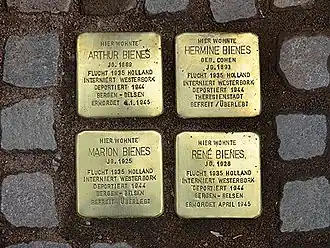 HIER WOHNTE
ARTHUR BIENES
JG. 1889
FLUCHT 1935 HOLLAND
INTERNIERT WESTERBORK
DEPORTIERT 1944
BERGEN-BELSEN
ERMORDET 4.1.1945
HIER WOHNTE
HERMINE BIENES
GEB. COHEN
JG. 1893
FLUCHT 1935 HOLLAND
INTERNIERT WESTERBORK
DEPORTIERT 1944
THERESIENSTADT
BEFREIT/ÜBERLEBT
HIER WOHNTE
MARION BIENES
JG. 1925
FLUCHT 1935 HOLLAND
INTERNIERT WESTERBORK
DEPORTIERT 1944
BERGEN-BELSEN
BEFREIT/ÜBERLEBT
HIER WOHNTE
RENÉ BIENES
JG. 1928
FLUCHT 1935 HOLLAND
INTERNIERT WESTERBORK
DEPORTIERT 1944
BERGEN-BELSEN
ERMORDET APRIL 1945